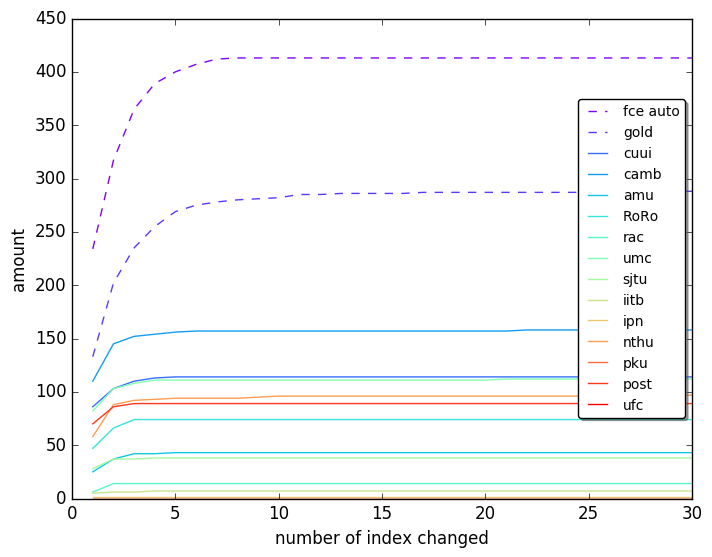 450
400
350
300
250
200
150
100
50
0
amount
0 5 10 15 20 25 30
number of index changed
fce auto
gold
cuui
camb
amu
RoRo
rac
umc
sjtu
iitb
ipn
nthu
pku
post
ufc